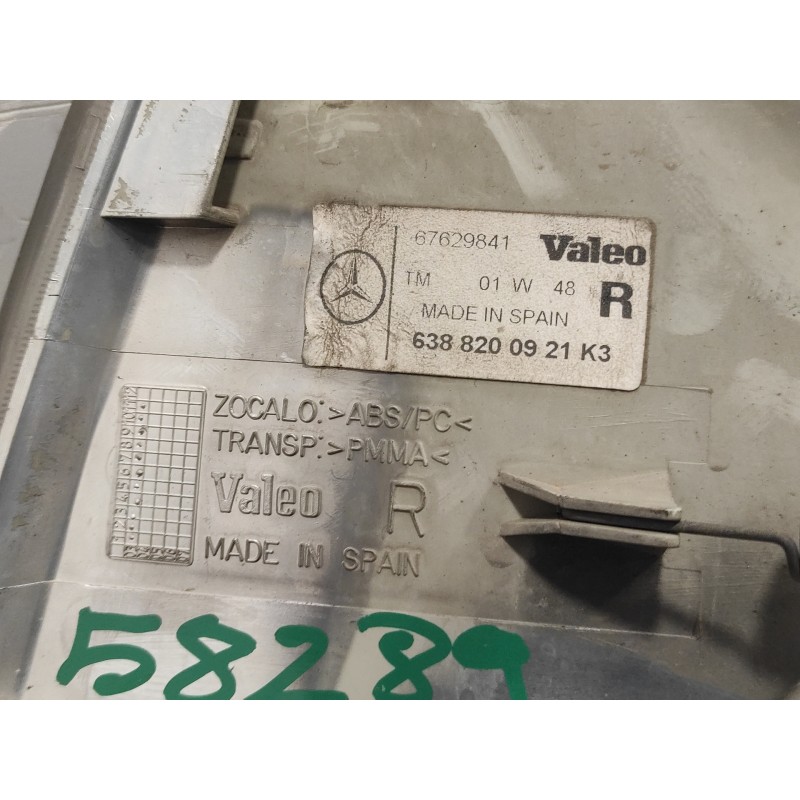 67629841 Valeo
TM 01 W 48 R
MADE IN SPAIN
638 820 09 21 K3
ZOCALO: >ABS/PC<
TRANSP: >PMMA<
Valeo R
MADE IN SPAIN
58289